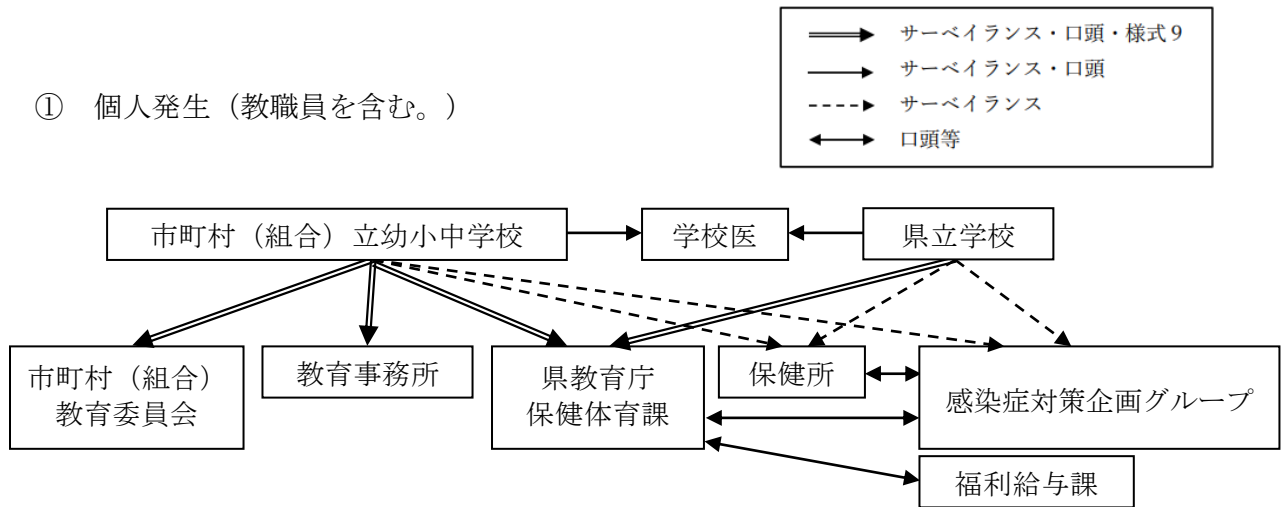 サーベイランス・口頭・様式９
サーベイランス・口頭
サーベイランス
口頭等
①　個人発生（教職員を含む。）
市町村（組合）立幼小中学校
学校医
県立学校
市町村（組合）
教育委員会
教育事務所
県教育庁
保健体育課
保健所
感染症対策企画グループ
福利給与課